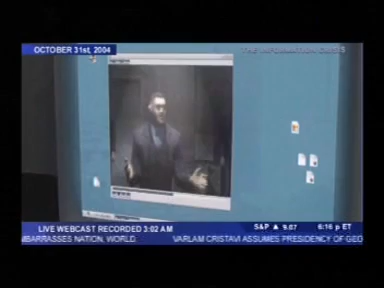 OCTOBER 31st, 2004
THE INFORMATION CRISIS
LIVE WEBCAST RECORDED 3:02 AM
S&P ▲ 9.07
6:16 p ET
MBARRASSES NATION, WORLD
VARLAM CRISTAVI ASSUMES PRESIDENCY OF GEO